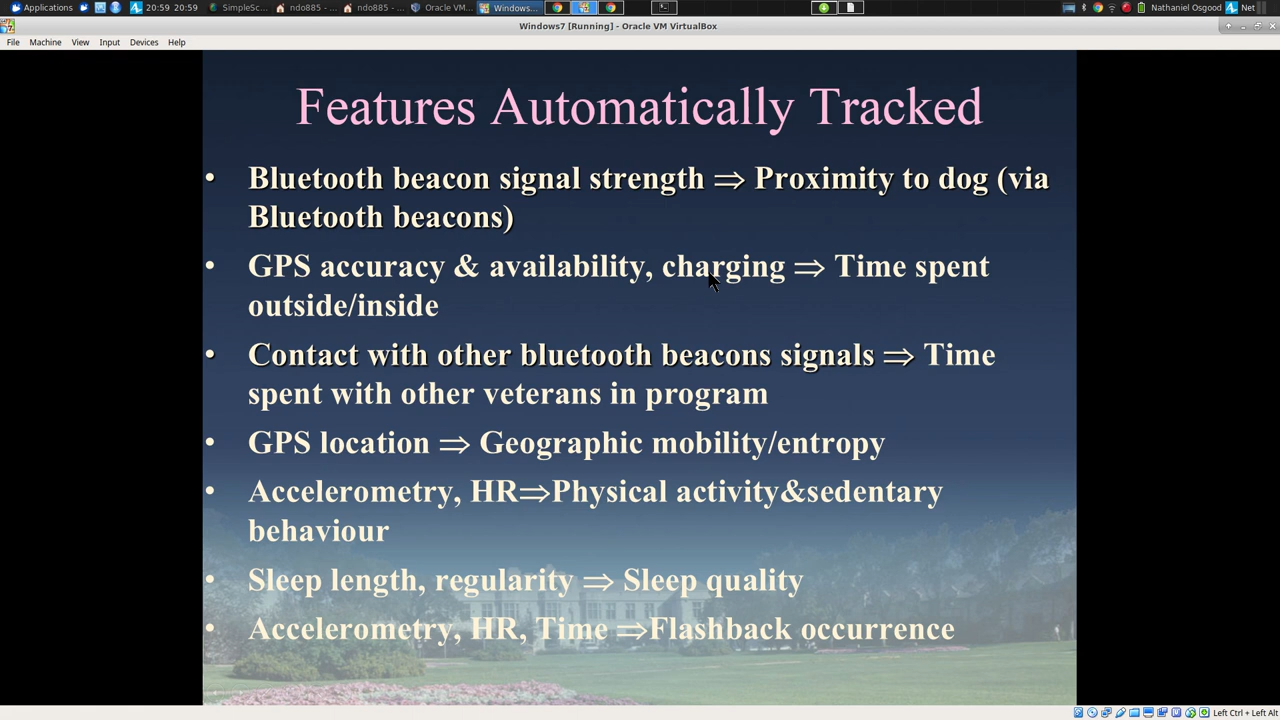 Applications
20:59 20:59
SimpleSc...
ndo885 - ...
ndo885 - ...
Oracle VM...
Windows...
Nathaniel Osgood
Net
Windows7 [Running] - Oracle VM VirtualBox
File Machine View Input Devices Help
Features Automatically Tracked
• Bluetooth beacon signal strength ⇒ Proximity to dog (via
Bluetooth beacons)
• GPS accuracy & availability, charging ⇒ Time spent
outside/inside
• Contact with other bluetooth beacons signals ⇒ Time
spent with other veterans in program
• GPS location ⇒ Geographic mobility/entropy
• Accelerometry, HR⇒Physical activity&sedentary
behaviour
• Sleep length, regularity ⇒ Sleep quality
• Accelerometry, HR, Time ⇒Flashback occurrence
Left Ctrl + Left Alt